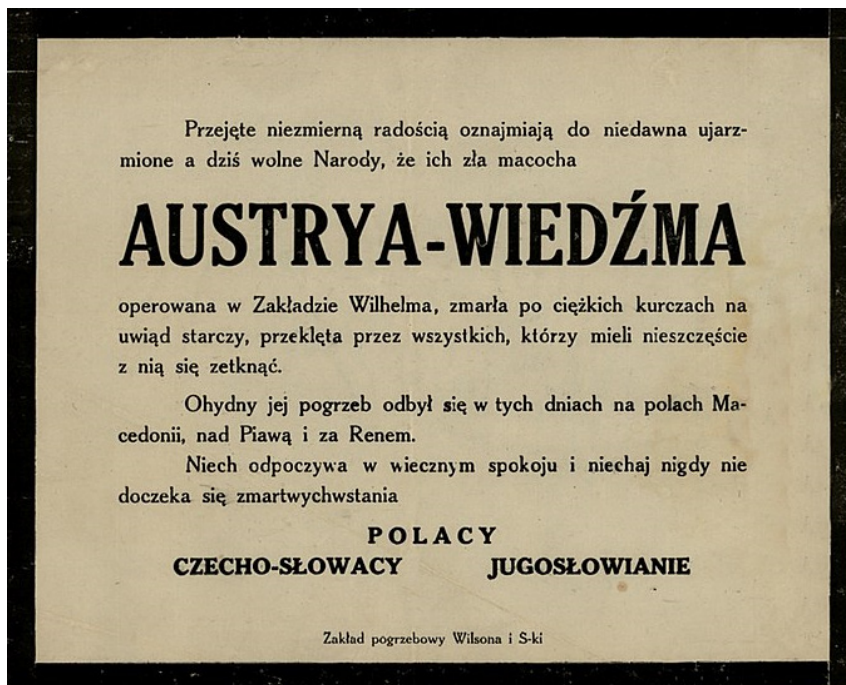 Przejęte niezmierną radością oznajmiają do niedawna ujarz-
mione a dziś wolne Narody, że ich zła macocha
AUSTRYA-WIEDŹMA
operowana w Zakładzie Wilhelma, zmarła po ciężkich kurczach na
uwiąd starczy, przeklęta przez wszystkich, którzy mieli nieszczęście
z nią się zetknąć.
Ohydny jej pogrzeb odbył się w tych dniach na polach Ma-
cedonii, nad Piawą i za Renem.
Niech odpoczywa w wiecznym spokoju i niechaj nigdy nie
doczeka się zmartwychwstania
POLACY
CZECHO-SŁOWACY JUGOSŁOWIANIE
Zakład pogrzebowy Wilsona i S-ki